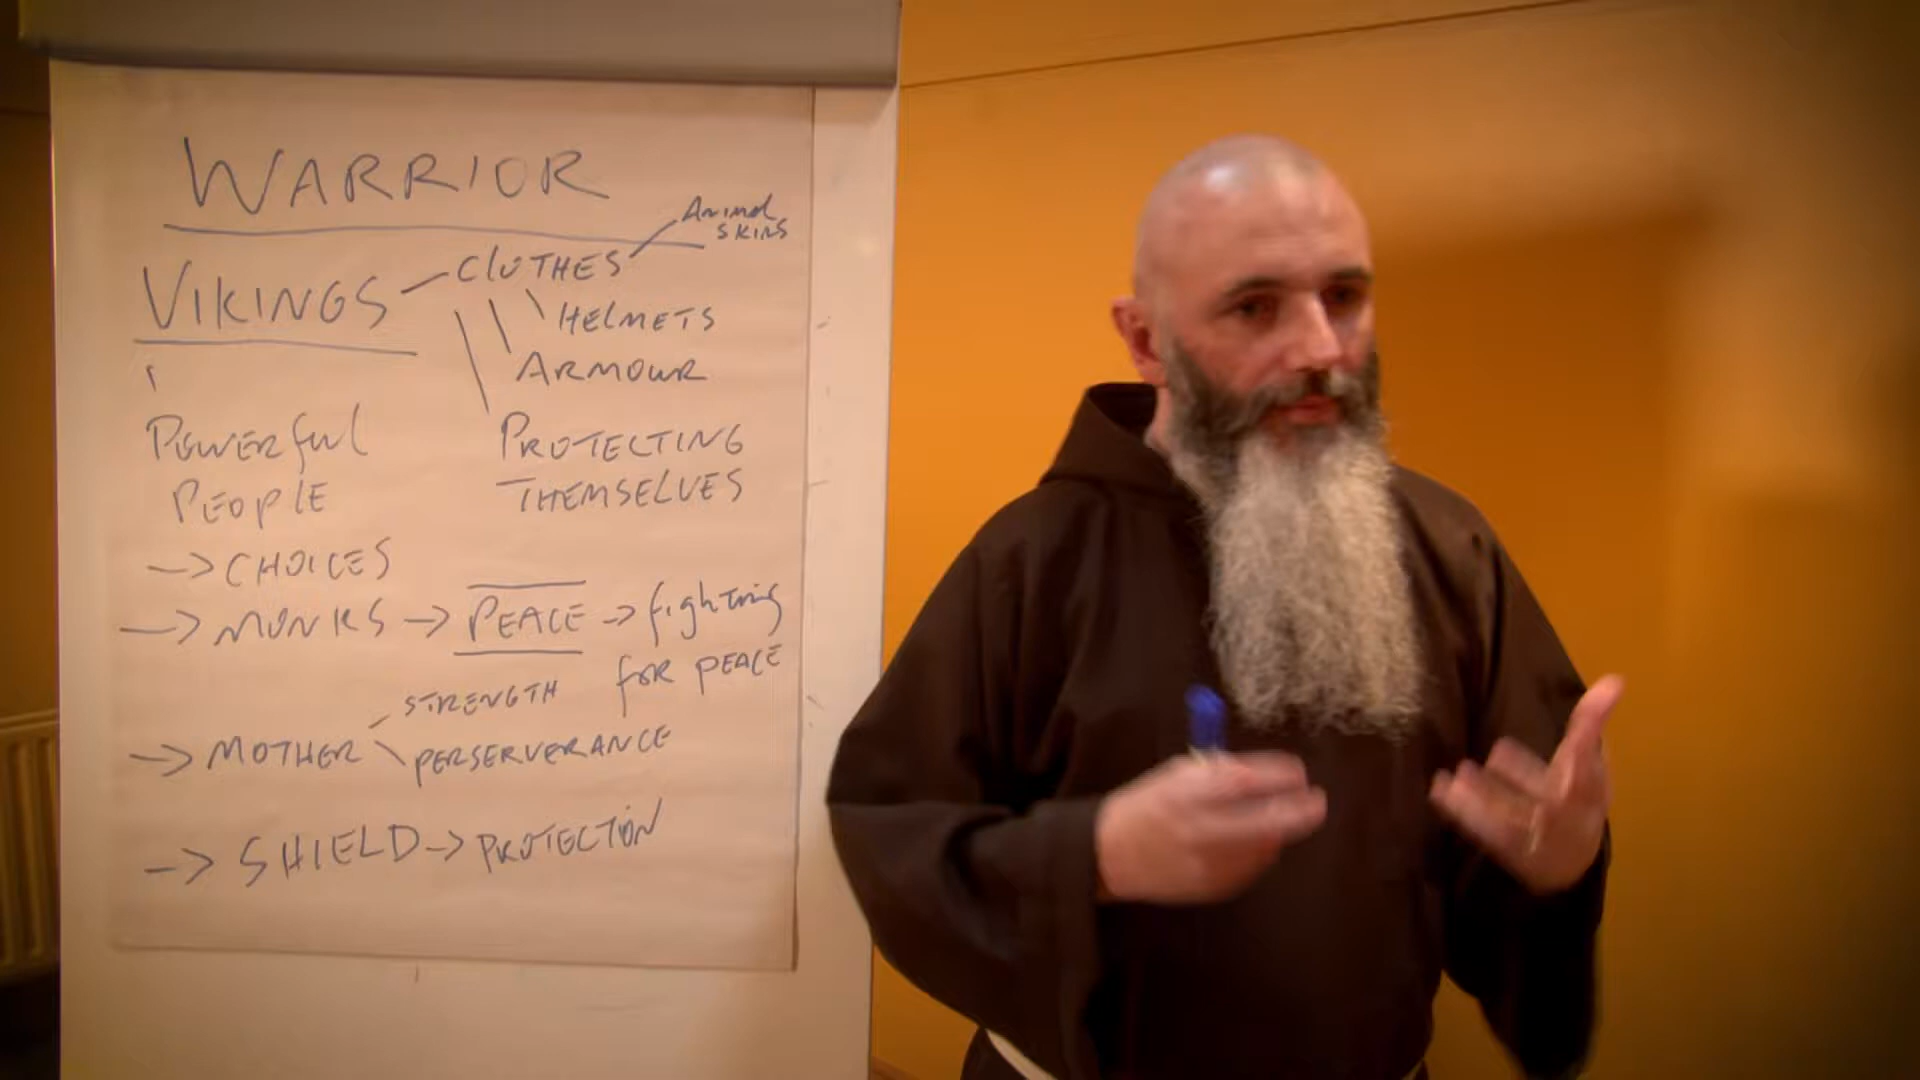 WARRIOR
VIKINGS – CLOTHES – Animal
SKINS
HELMETS
ARMOUR
POWERful
PEOPlE
PROTECTING
THEMSELVES
-> CHOICES
-> MONKS -> PEACE -> fighting
for PEACE
-> MOTHER
STRENGTH
PERSERVERANCE
-> SHIELD -> PROTECTION